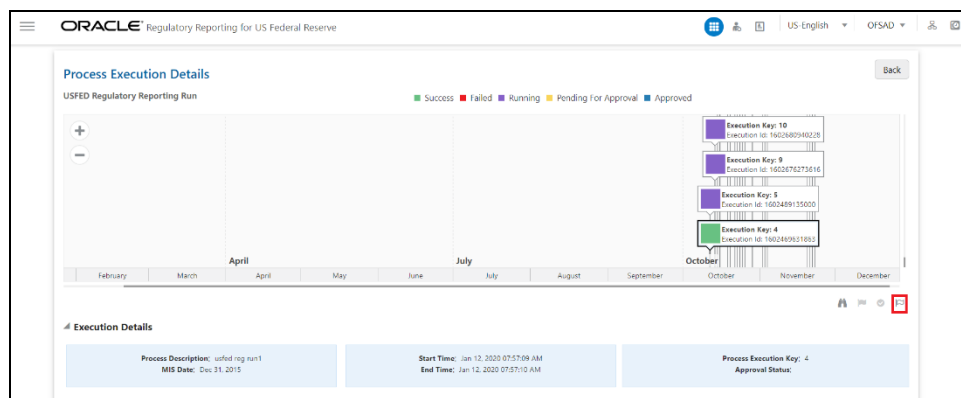 ORACLE® Regulatory Reporting for US Federal Reserve
US-English
OFSAD
Process Execution Details
Back
USFED Regulatory Reporting Run
Success Failed Running Pending For Approval Approved
Execution Key: 10
Execution Id: 1602680940228
Execution Key: 9
Execution Id: 1602676273616
Execution Key: 5
Execution Id: 1602489135000
Execution Key: 4
Execution Id: 1602469631863
April July October
February March April May June July August September October November December
Execution Details
Process Description: usfed reg run1
MIS Date: Dec 31, 2015
Start Time: Jan 12, 2020 07:57:09 AM
End Time: Jan 12, 2020 07:57:10 AM
Process Execution Key: 4
Approval Status: